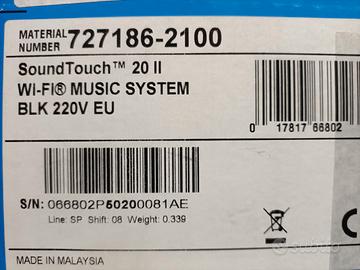 MATERIAL
NUMBER 727186-2100
SoundTouch™ 20 II
WI-FI® MUSIC SYSTEM
BLK 220V EU
0 17817 66802
S/N: 066802P50200081AE
Line: SP Shift: 08 Weight: 0.339
MADE IN MALAYSIA
subito